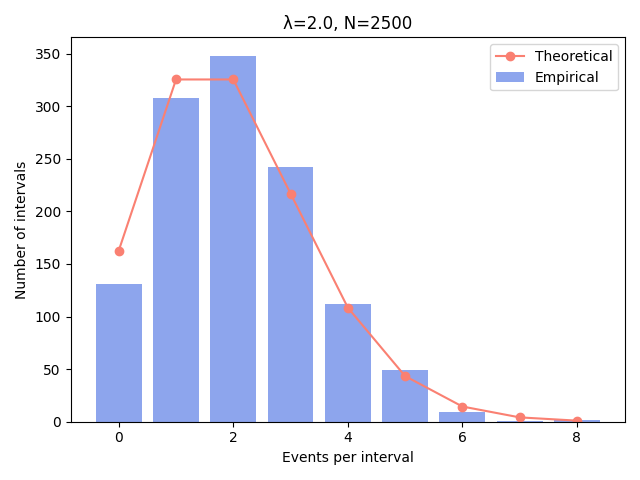 λ=2.0, N=2500
Theoretical
Empirical
Number of intervals
350
300
250
200
150
100
50
0
0 2 4 6 8
Events per interval